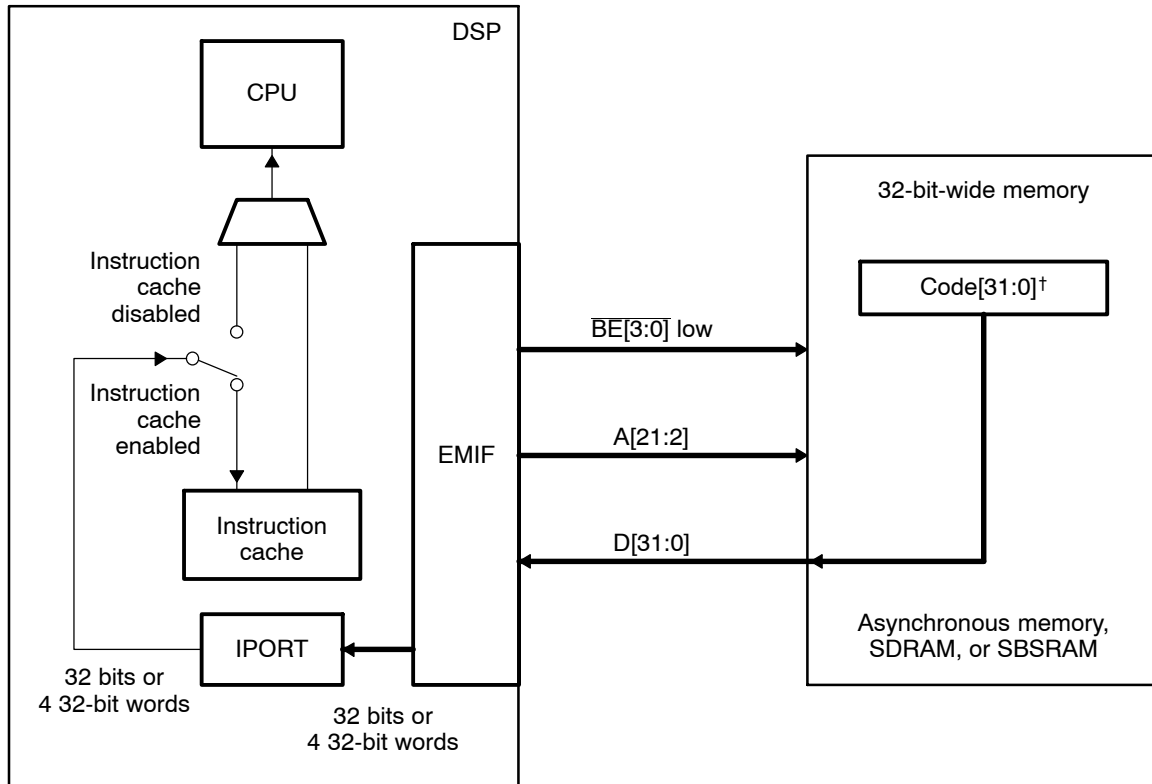 DSP
CPU
Instruction
cache
disabled
Instruction
cache
enabled
Instruction
cache
IPORT
32 bits or
4 32-bit words
32 bits or
4 32-bit words
EMIF
BE[3:0] low
A[21:2]
D[31:0]
32-bit-wide memory
Code[31:0]†
Asynchronous memory,
SDRAM, or SBSRAM